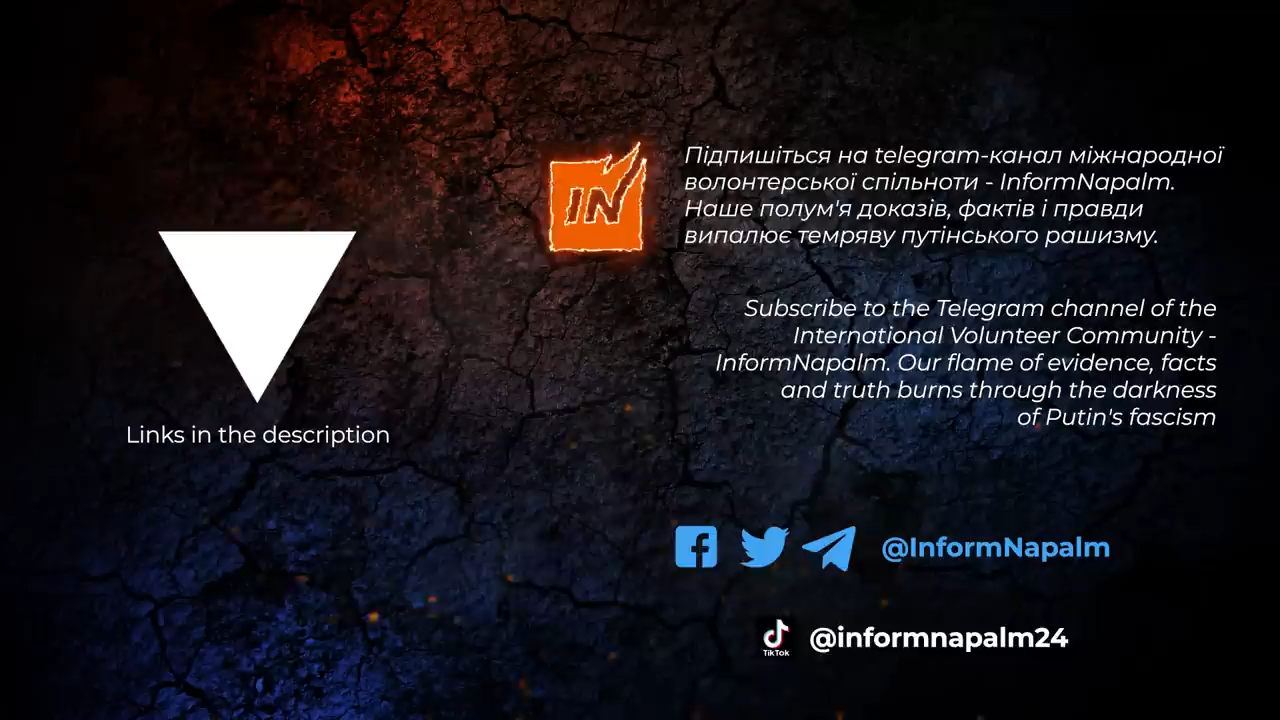 IN
Підпишіться на telegram-канал міжнародної
волонтерської спільноти - InformNapalm.
Наше полум'я доказів, фактів і правди
випалює темряву путінського рашизму.
Subscribe to the Telegram channel of the
International Volunteer Community -
InformNapalm. Our flame of evidence, facts
and truth burns through the darkness
of Putin's fascism
Links in the description
@InformNapalm
TikTok
@informnapalm24